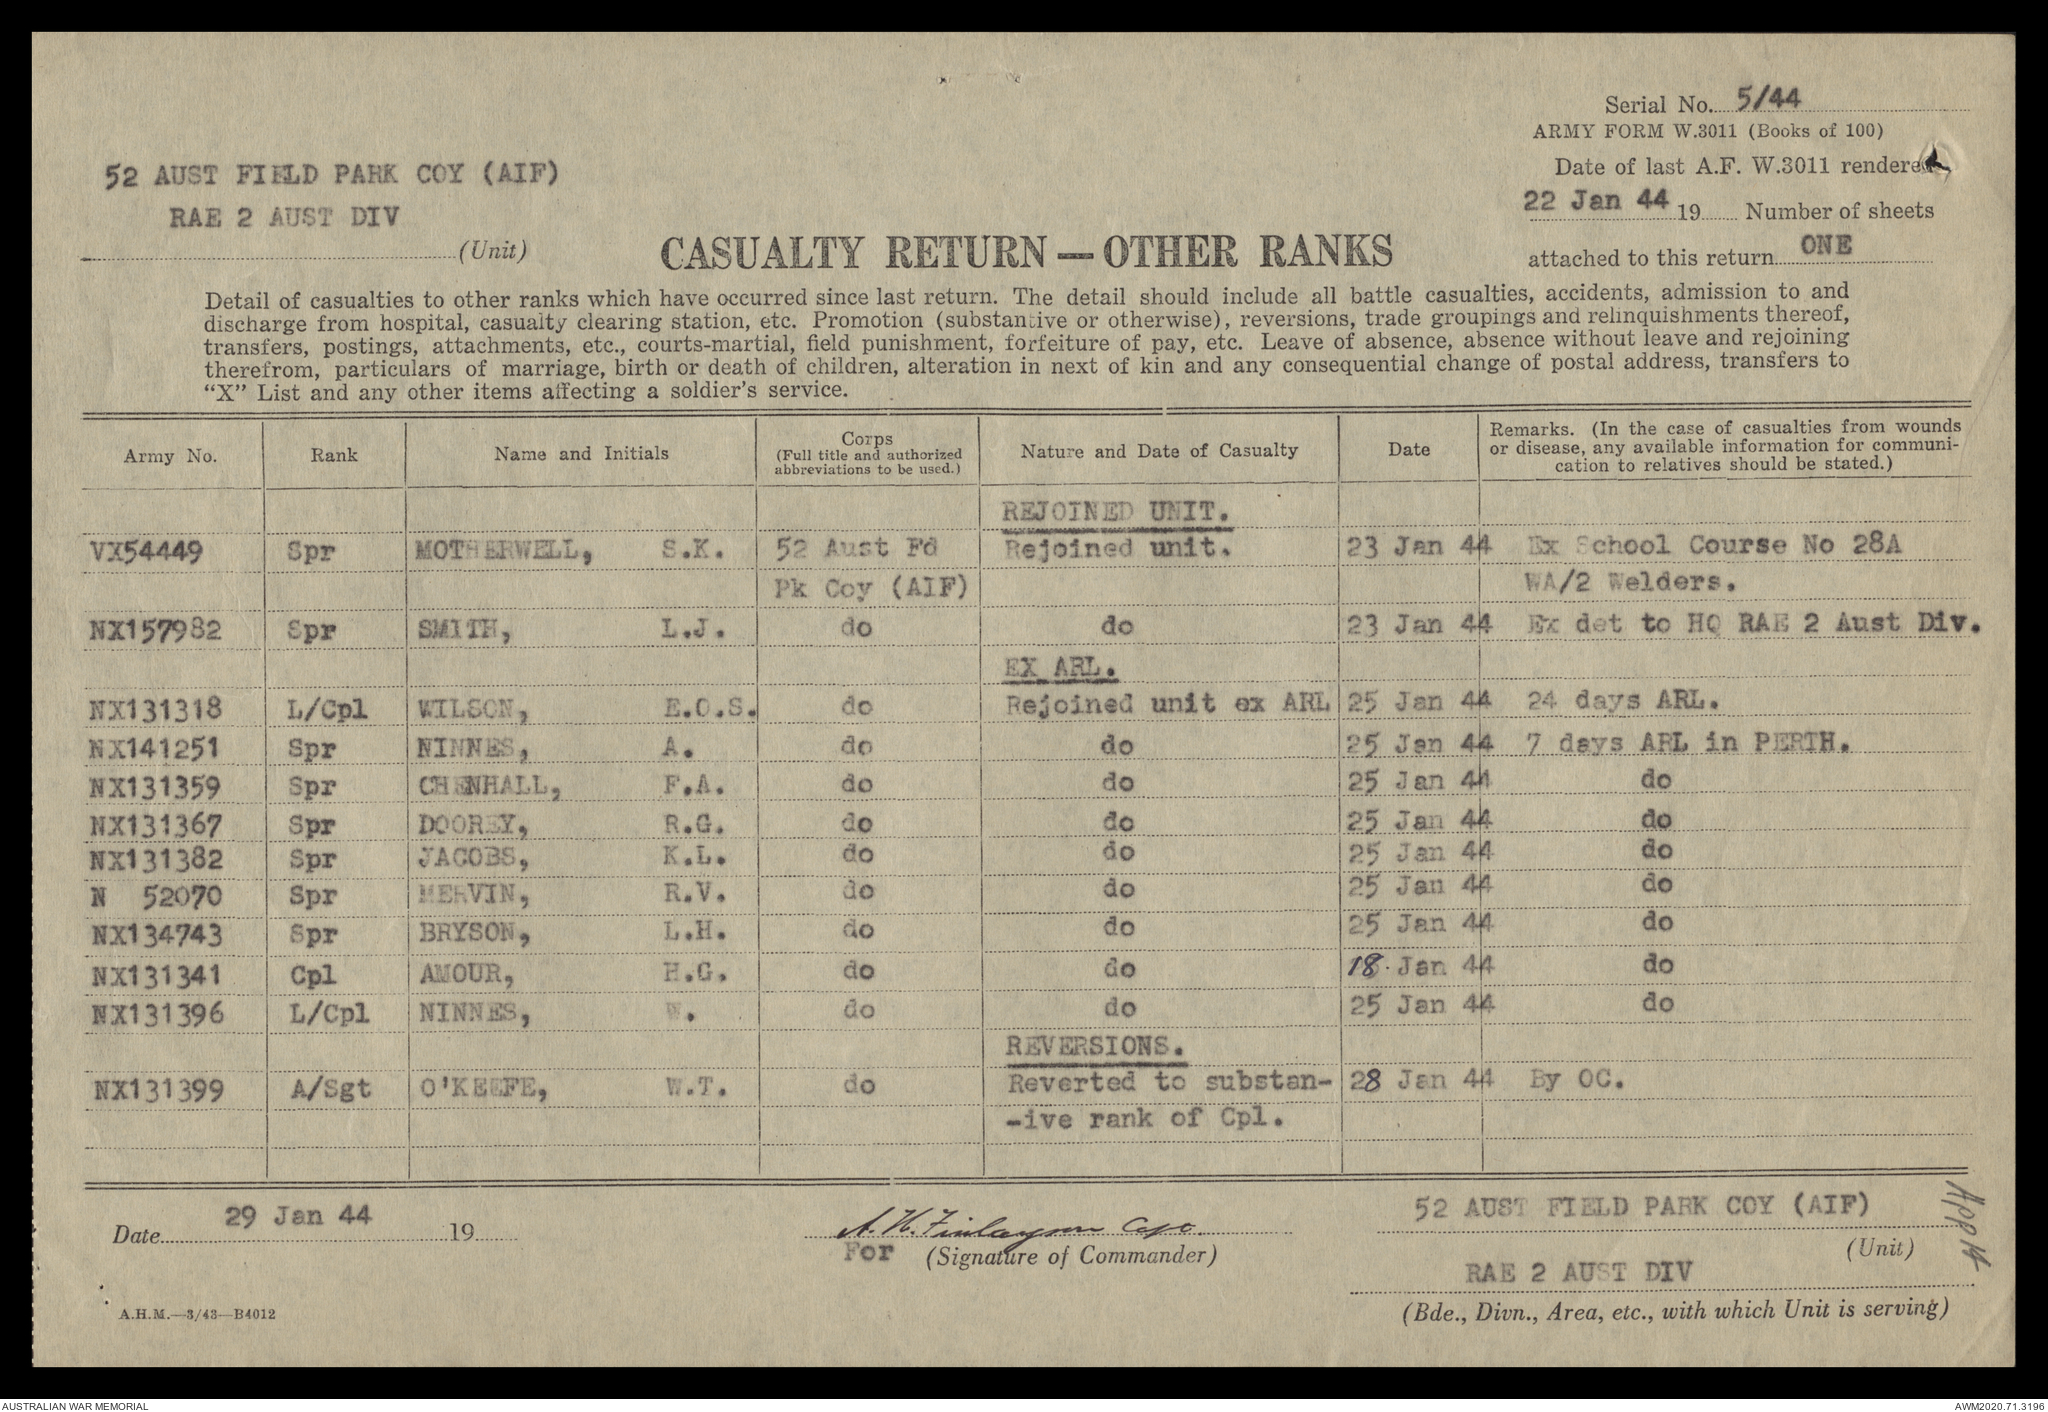 Serial No. 5/44
ARMY FORM W.3011 (Books of 100)
Date of last A.F. W.3011 rendered
22 Jan 44 19 Number of sheets
attached to this return ONE
52 AUST FIELD PARK COY (AIF)
RAE 2 AUST DIV
(Unit)
CASUALTY RETURN — OTHER RANKS
Detail of casualties to other ranks which have occurred since last return. The detail should include all battle casualties, accidents, admission to and
discharge from hospital, casualty clearing station, etc. Promotion (substantive or otherwise), reversions, trade groupings and relinquishments thereof,
transfers, postings, attachments, etc., courts-martial, field punishment, forfeiture of pay, etc. Leave of absence, absence without leave and rejoining
therefrom, particulars of marriage, birth or death of children, alteration in next of kin and any consequential change of postal address, transfers to
“X” List and any other items affecting a soldier’s service.
Army No. Rank Name and Initials Corps (Full title and authorized abbreviations to be used.) Nature and Date of Casualty Date Remarks. (In the case of casualties from wounds or disease, any available information for communi-cation to relatives should be stated.)
REJOINED UNIT.
VX54449 Spr MOTHERWELL, S.K. 52 Aust Fd Rejoined unit. 23 Jan 44 Ex School Course No 28A
Pk Coy (AIF) WA/2 Welders.
NX157982 Spr SMITH, L.J. do do 23 Jan 44 Ex det to HQ RAE 2 Aust Div.
EX ARL.
NX131318 L/Cpl WILSON, E.O.S. do Rejoined unit ex ARL 25 Jan 44 24 days ARL.
NX141251 Spr NINNES, A. do do 25 Jan 44 7 days ARL in PERTH.
NX131359 Spr CHENHALL, F.A. do do 25 Jan 44 do
NX131367 Spr DOOREY, R.G. do do 25 Jan 44 do
NX131382 Spr JACOBS, K.L. do do 25 Jan 44 do
N 52070 Spr MERVIN, R.V. do do 25 Jan 44 do
NX134743 Spr BRYSON, L.H. do do 25 Jan 44 do
NX131341 Cpl AMOUR, H.G. do do 18 Jan 44 do
NX131396 L/Cpl NINNES, W. do do 25 Jan 44 do
REVERSIONS.
NX131399 A/Sgt O'KEEFE, W.T. do Reverted to substan- 28 Jan 44 By OC.
-ive rank of Cpl.
Date 29 Jan 44 19
A.H. Finlayson Capt
For (Signature of Commander)
52 AUST FIELD PARK COY (AIF)
(Unit)
RAE 2 AUST DIV
(Bde., Divn., Area, etc., with which Unit is serving)
App 14
A.H.M.—3/43—B4012
AUSTRALIAN WAR MEMORIAL
AWM2020.71.3196